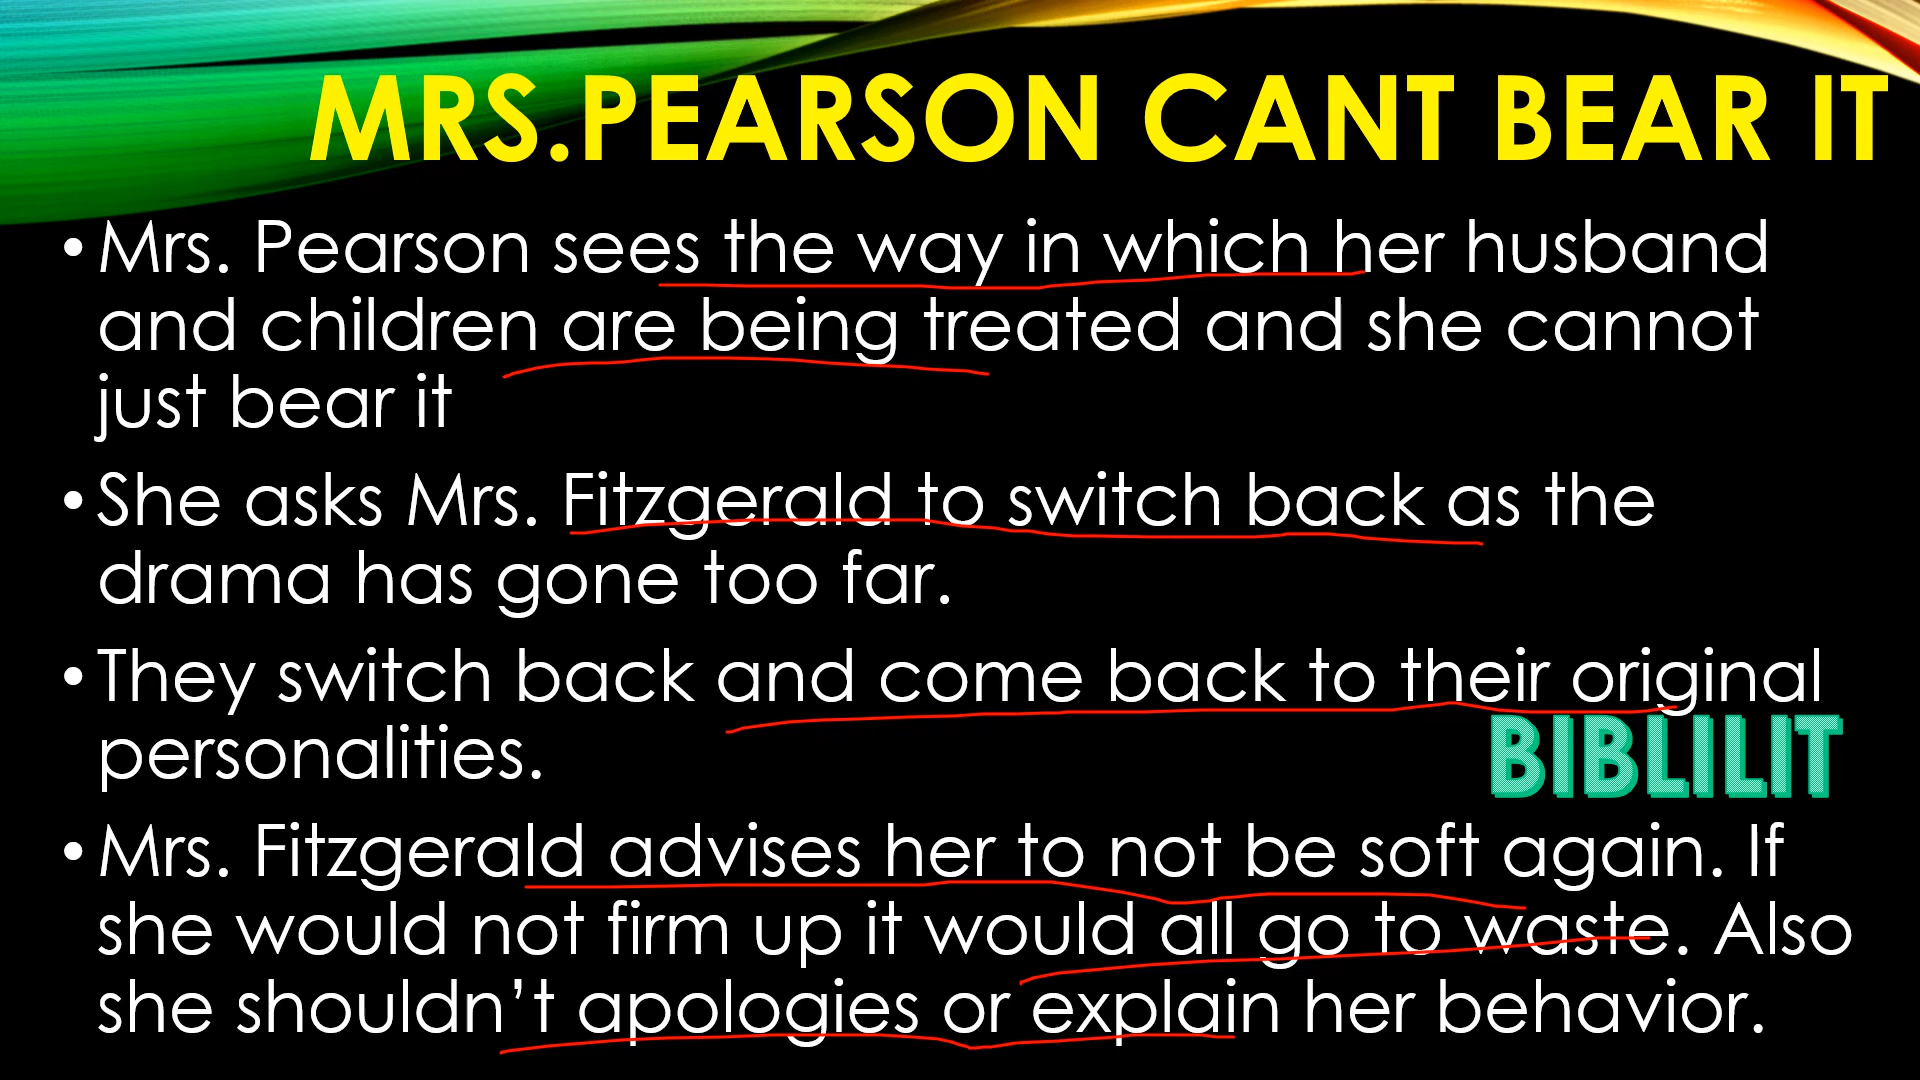 MRS.PEARSON CANT BEAR IT
• Mrs. Pearson sees the way in which her husband
and children are being treated and she cannot
just bear it
• She asks Mrs. Fitzgerald to switch back as the
drama has gone too far.
• They switch back and come back to their original
personalities.
BIBLILIT
• Mrs. Fitzgerald advises her to not be soft again. If
she would not firm up it would all go to waste. Also
she shouldn’t apologies or explain her behavior.